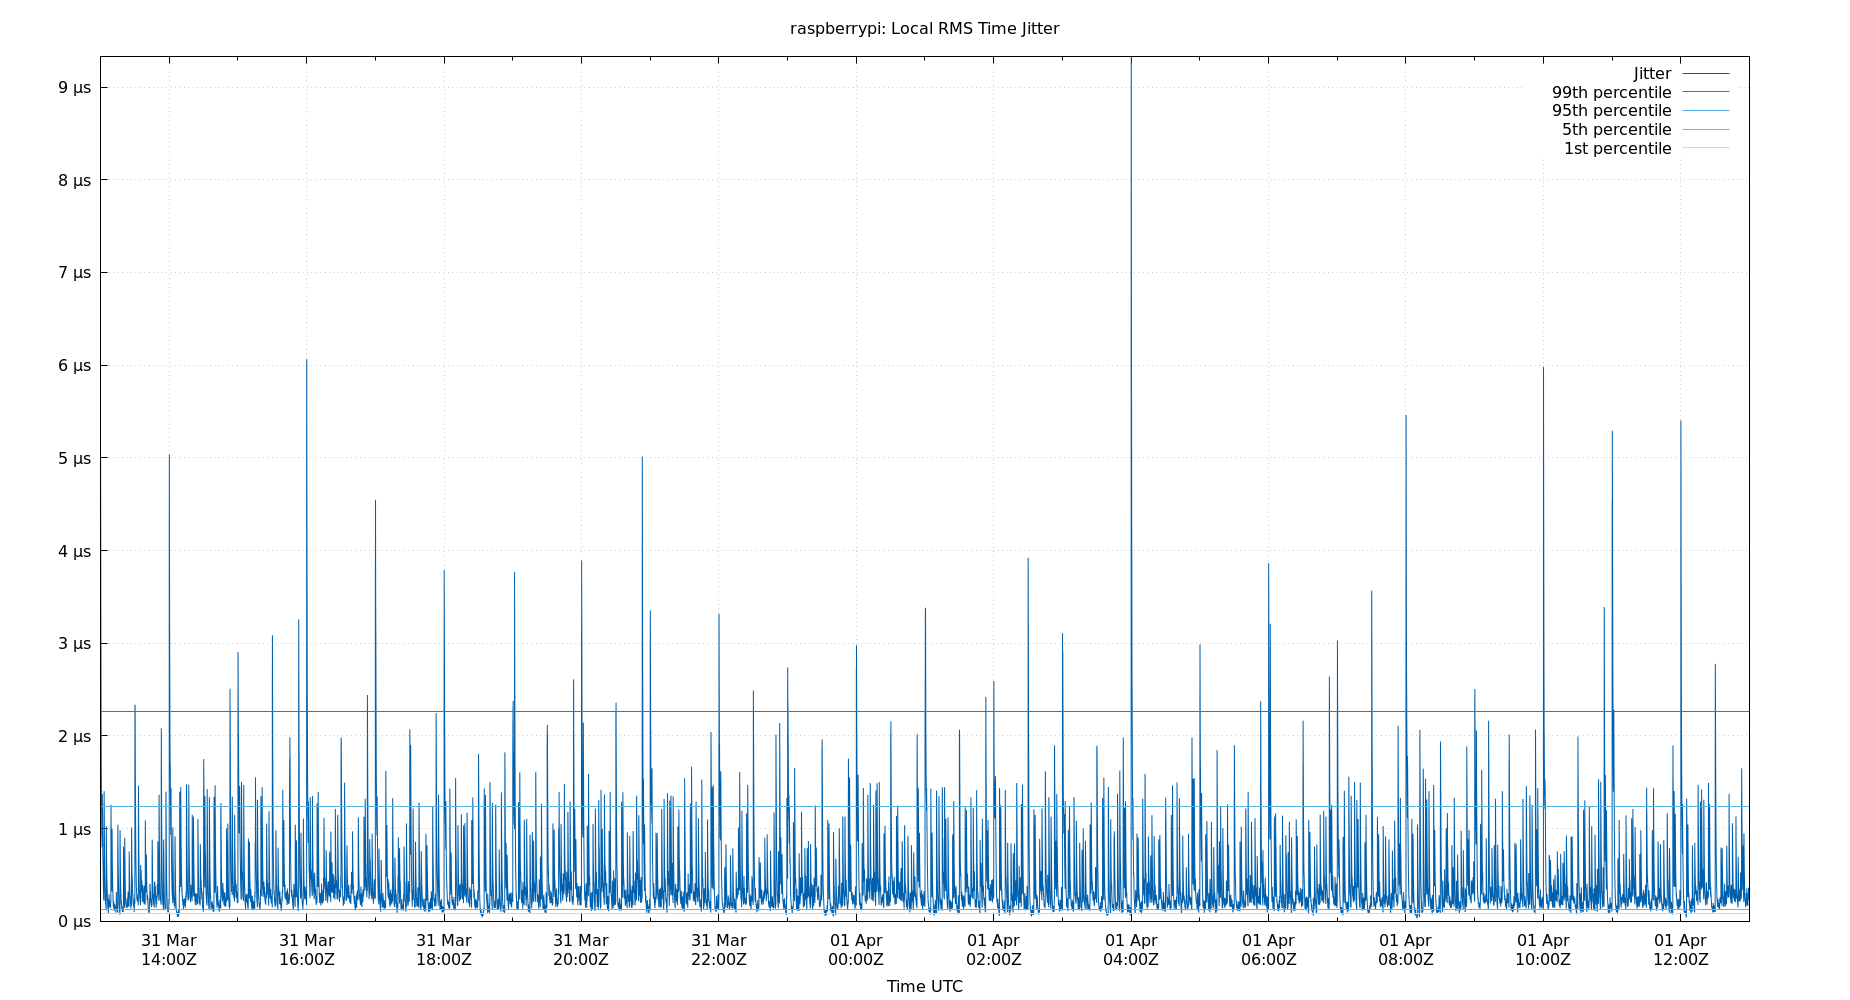 raspberrypi: Local RMS Time Jitter
Jitter
99th percentile
95th percentile
5th percentile
1st percentile
9 µs
8 µs
7 µs
6 µs
5 µs
4 µs
3 µs
2 µs
1 µs
0 µs
31 Mar 31 Mar 31 Mar 31 Mar 31 Mar 01 Apr 01 Apr 01 Apr 01 Apr 01 Apr 01 Apr 01 Apr
14:00Z 16:00Z 18:00Z 20:00Z 22:00Z 00:00Z 02:00Z 04:00Z 06:00Z 08:00Z 10:00Z 12:00Z
Time UTC